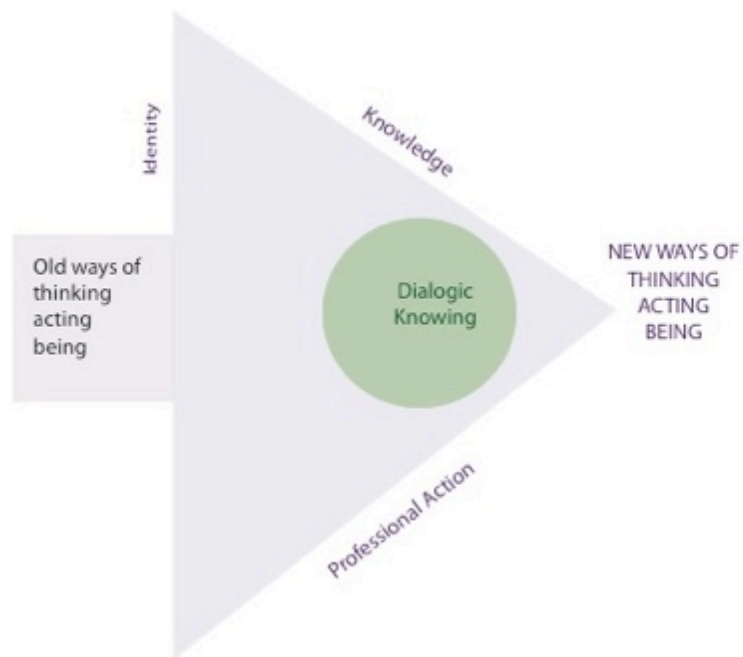 Identity
Knowledge
Old ways of
thinking
acting
being
Dialogic
Knowing
NEW WAYS OF
THINKING
ACTING
BEING
Professional Action